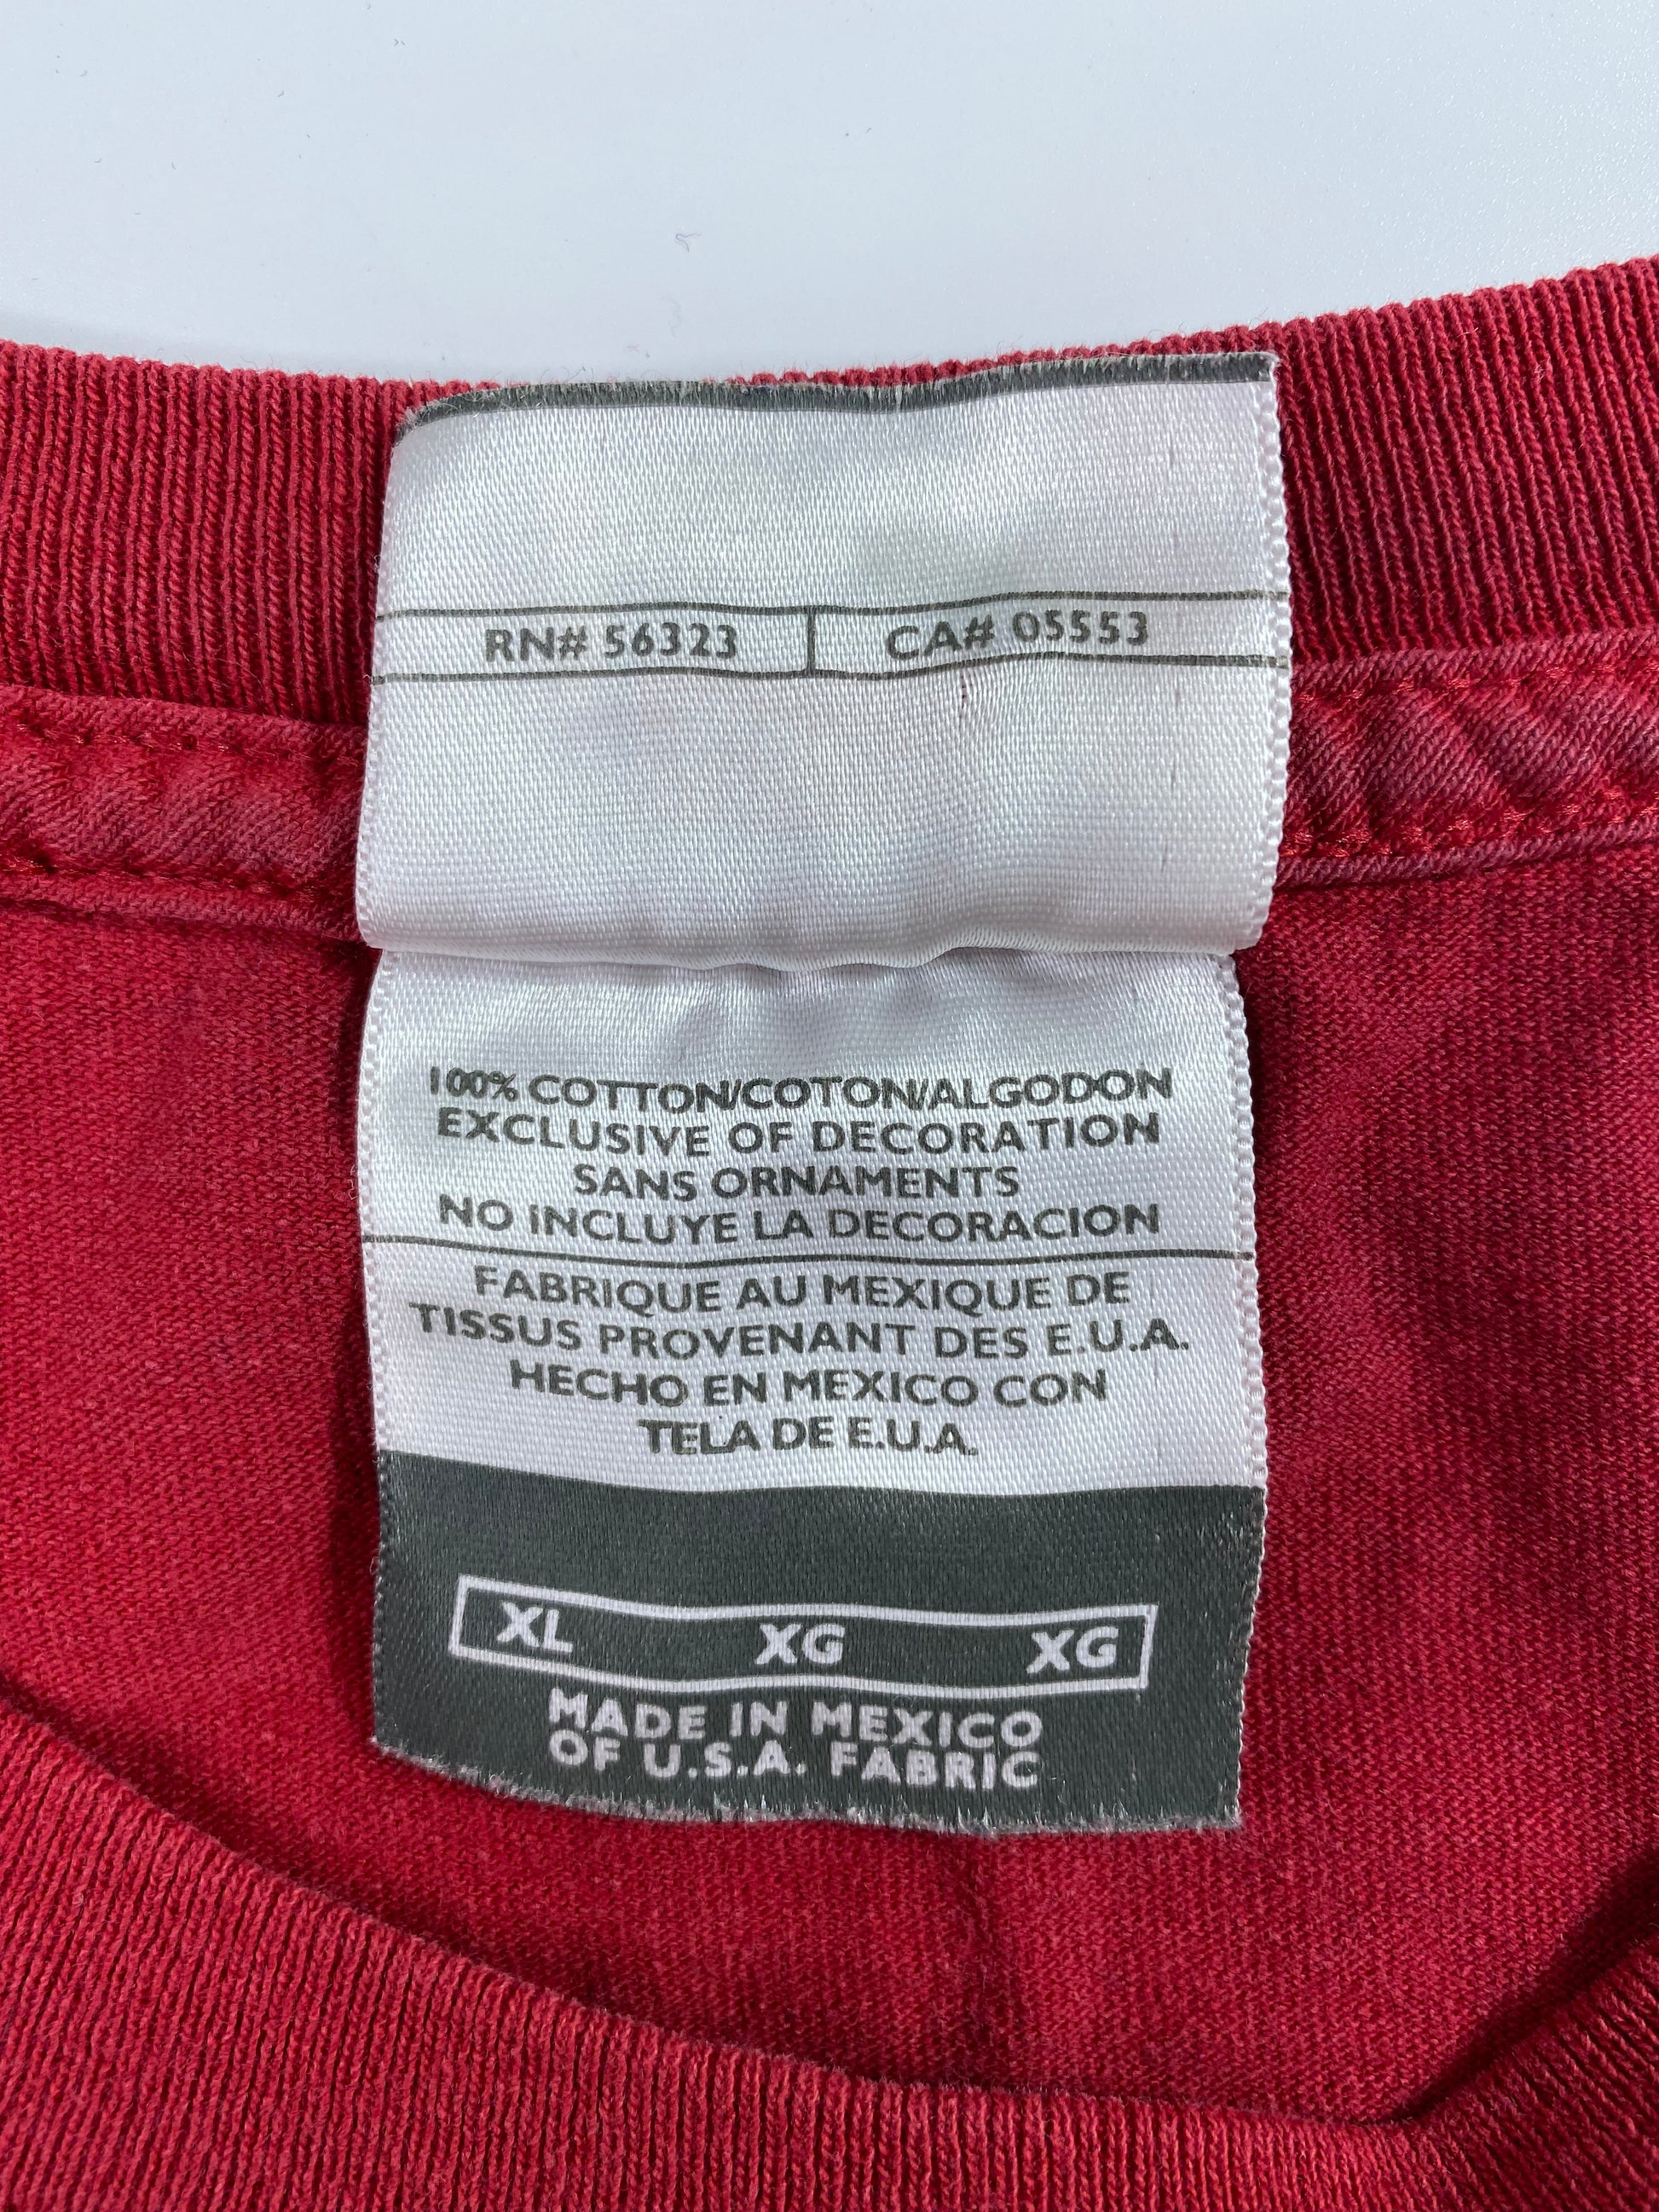 RN# 56323 CA# 05553
100% COTTON/COTON/ALGODON
EXCLUSIVE OF DECORATION
SANS ORNAMENTS
NO INCLUYE LA DECORACION
FABRIQUE AU MEXIQUE DE
TISSUS PROVENANT DES E.U.A.
HECHO EN MEXICO CON
TELA DE E.U.A.
XL XG XG
MADE IN MEXICO
OF U.S.A. FABRIC